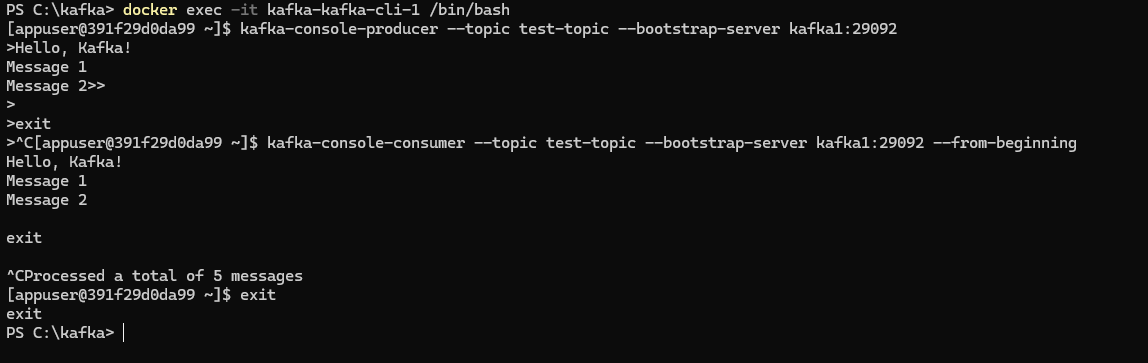 PS C:\kafka> docker exec -it kafka-kafka-cli-1 /bin/bash
[appuser@391f29d0da99 ~]$ kafka-console-producer --topic test-topic --bootstrap-server kafka1:29092
>Hello, Kafka!
Message 1
Message 2>>
>
>exit
>^C[appuser@391f29d0da99 ~]$ kafka-console-consumer --topic test-topic --bootstrap-server kafka1:29092 --from-beginning
Hello, Kafka!
Message 1
Message 2
exit
^CProcessed a total of 5 messages
[appuser@391f29d0da99 ~]$ exit
exit
PS C:\kafka>